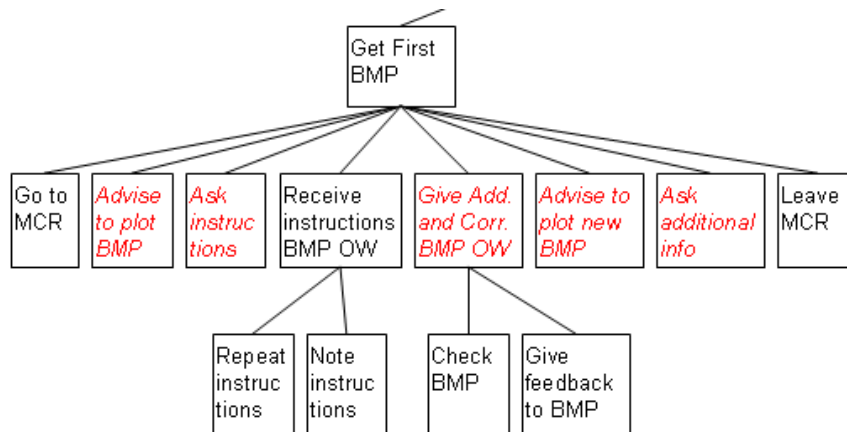 Get First
BMP
Go to
MCR
Advise
to plot
BMP
Ask
instruc
tions
Receive
instructions
BMP OW
Give Add.
and Corr.
BMP OW
Advise to
plot new
BMP
Ask
additional
info
Leave
MCR
Repeat
instruc
tions
Note
instruc
tions
Check
BMP
Give
feedback
to BMP